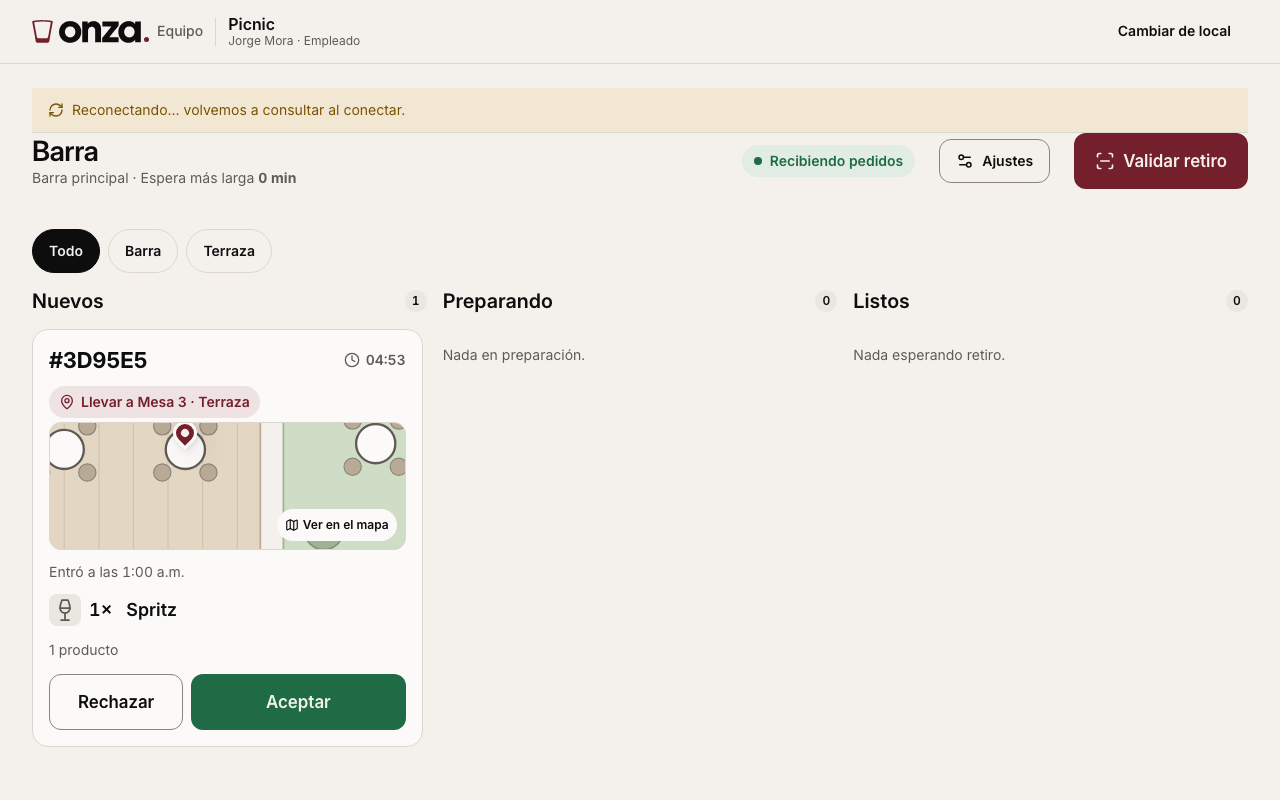 onza. Equipo
Picnic
Jorge Mora · Empleado
Cambiar de local
Reconectando... volvemos a consultar al conectar.
Barra
Barra principal · Espera más larga 0 min
Recibiendo pedidos
Ajustes
Validar retiro
Todo
Barra
Terraza
Nuevos 1
Preparando 0
Listos 0
#3D95E5
04:53
Llevar a Mesa 3 · Terraza
Ver en el mapa
Entró a las 1:00 a.m.
1× Spritz
1 producto
Rechazar
Aceptar
Nada en preparación.
Nada esperando retiro.